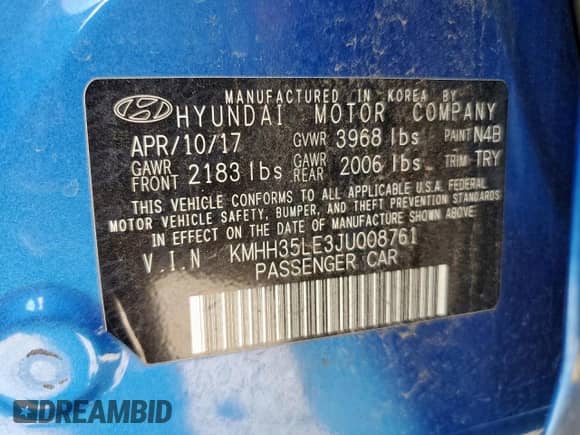 MANUFACTURED IN KOREA BY
HYUNDAI MOTOR COMPANY
APR/10/17 GVWR 3968 lbs PAINT N4B
GAWR FRONT 2183 lbs GAWR REAR 2006 lbs. TRIM TRY
THIS VEHICLE CONFORMS TO ALL APPLICABLE U.S.A. FEDERAL
MOTOR VEHICLE SAFETY, BUMPER, AND THEFT PREVENTION STANDARDS
IN EFFECT ON THE DATE OF MANUFACTURE SHOWN ABOVE.
V.I.N KMHH35LE3JU008761
PASSENGER CAR
DREAMBID